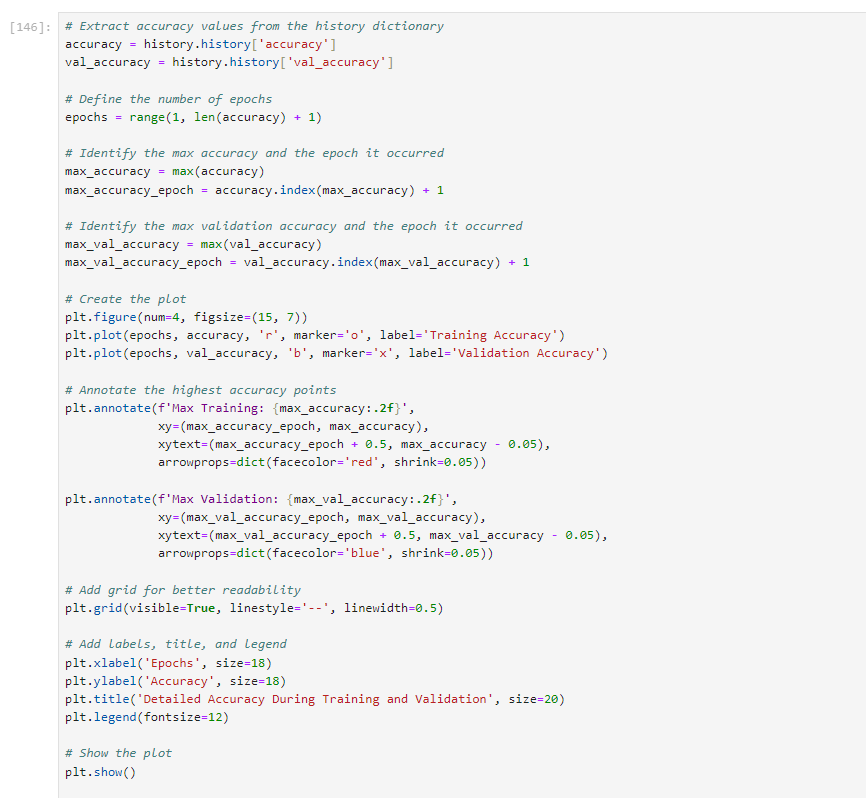 [146]:
# Extract accuracy values from the history dictionary
accuracy = history.history['accuracy']
val_accuracy = history.history['val_accuracy']

# Define the number of epochs
epochs = range(1, len(accuracy) + 1)

# Identify the max accuracy and the epoch it occurred
max_accuracy = max(accuracy)
max_accuracy_epoch = accuracy.index(max_accuracy) + 1

# Identify the max validation accuracy and the epoch it occurred
max_val_accuracy = max(val_accuracy)
max_val_accuracy_epoch = val_accuracy.index(max_val_accuracy) + 1

# Create the plot
plt.figure(num=4, figsize=(15, 7))
plt.plot(epochs, accuracy, 'r', marker='o', label='Training Accuracy')
plt.plot(epochs, val_accuracy, 'b', marker='x', label='Validation Accuracy')

# Annotate the highest accuracy points
plt.annotate(f'Max Training: {max_accuracy:.2f}',
             xy=(max_accuracy_epoch, max_accuracy),
             xytext=(max_accuracy_epoch + 0.5, max_accuracy - 0.05),
             arrowprops=dict(facecolor='red', shrink=0.05))

plt.annotate(f'Max Validation: {max_val_accuracy:.2f}',
             xy=(max_val_accuracy_epoch, max_val_accuracy),
             xytext=(max_val_accuracy_epoch + 0.5, max_val_accuracy - 0.05),
             arrowprops=dict(facecolor='blue', shrink=0.05))

# Add grid for better readability
plt.grid(visible=True, linestyle='--', linewidth=0.5)

# Add labels, title, and legend
plt.xlabel('Epochs', size=18)
plt.ylabel('Accuracy', size=18)
plt.title('Detailed Accuracy During Training and Validation', size=20)
plt.legend(fontsize=12)

# Show the plot
plt.show()